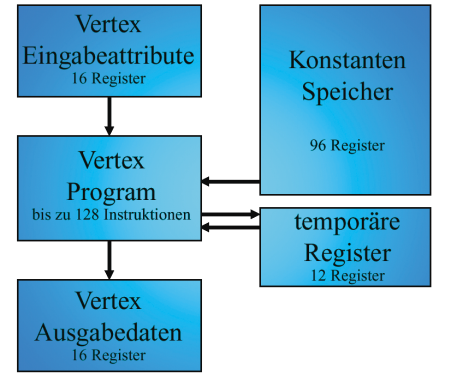 Vertex
Eingabeattribute
16 Register
Konstanten
Speicher
96 Register
Vertex
Program
bis zu 128 Instruktionen
temporäre
Register
12 Register
Vertex
Ausgabedaten
16 Register